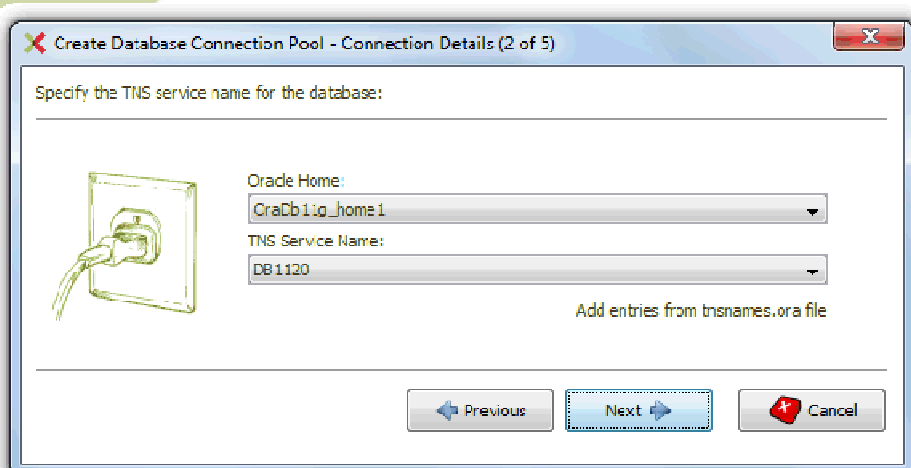 Create Database Connection Pool - Connection Details (2 of 5)
Specify the TNS service name for the database:
Oracle Home:
OraDb11g_home1
TNS Service Name:
DB1120
Add entries from tnsnames.ora file
Previous
Next
Cancel